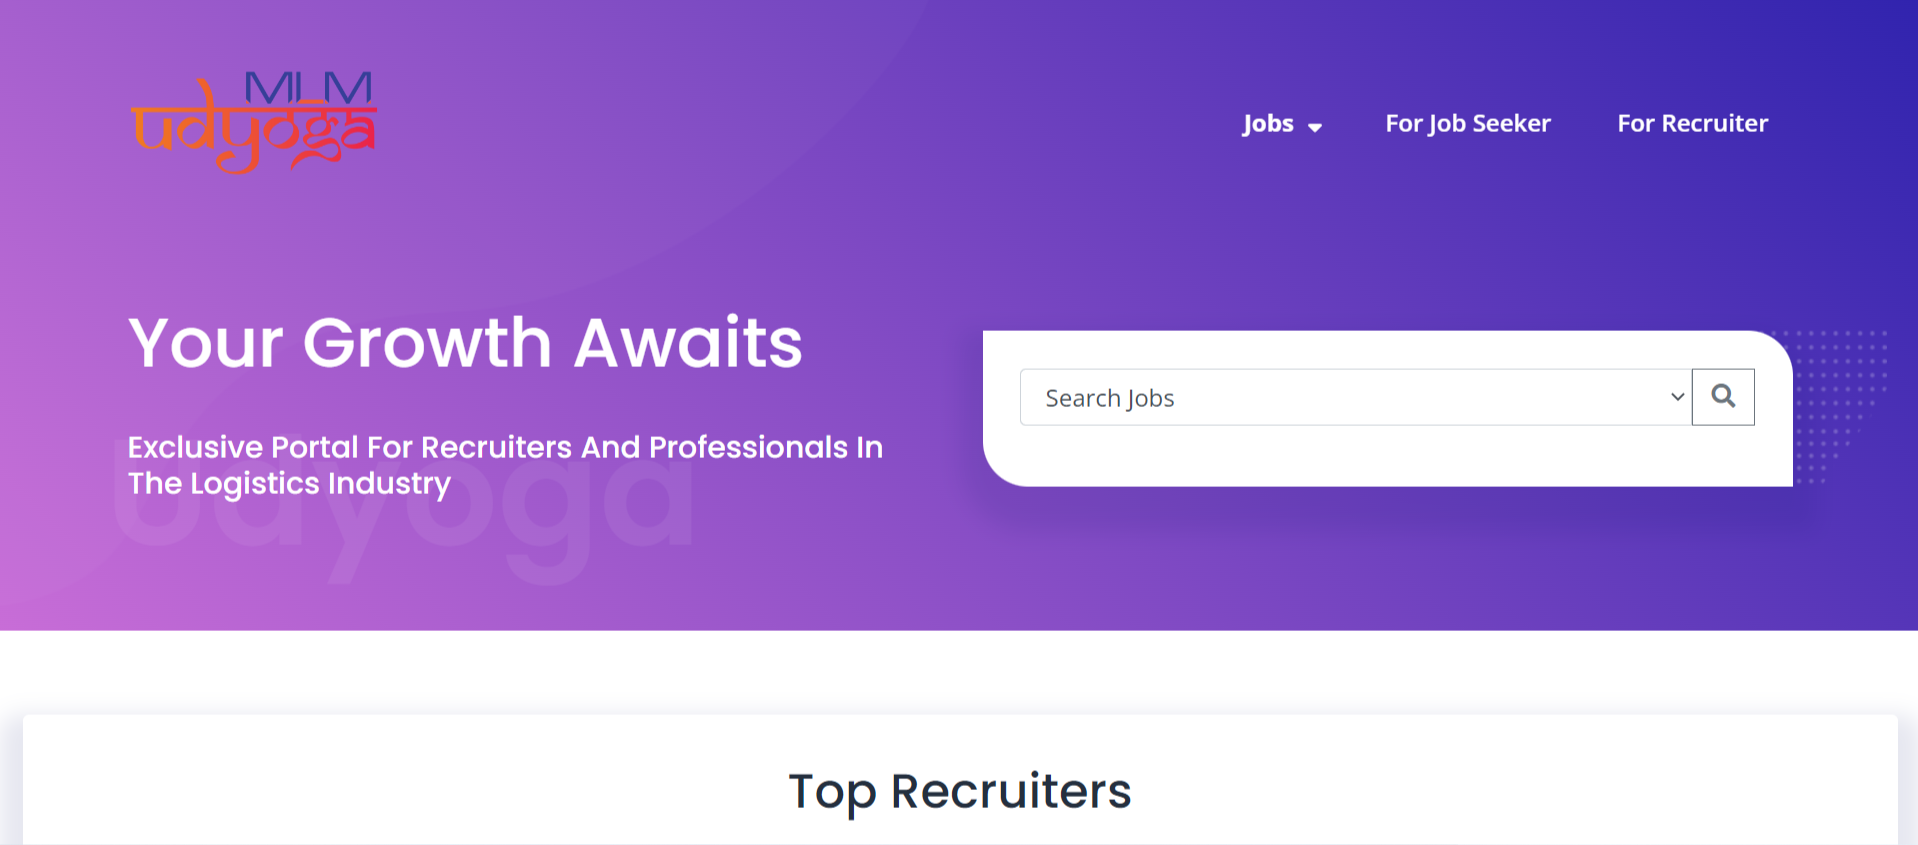 MLM
udyoga
Jobs
For Job Seeker
For Recruiter
Your Growth Awaits
Search Jobs
Exclusive Portal For Recruiters And Professionals In
The Logistics Industry
Udyoga
Top Recruiters